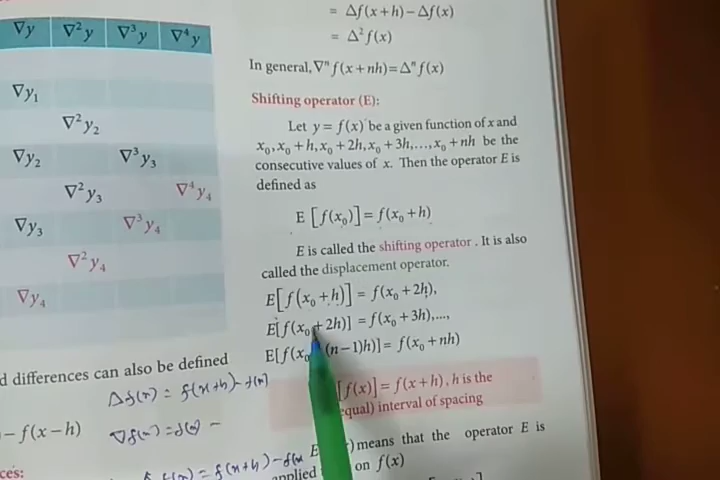 ∇y ∇²y ∇³y ∇⁴y
∇y₁
∇²y₂
∇y₂ ∇³y₃
∇²y₃ ∇⁴y₄
∇y₃ ∇³y₄
∇²y₄
∇y₄
d differences can also be defined
– f(x – h)
ces:
= Δf(x + h) – Δf(x)
= Δ² f(x)
In general, ∇ⁿ f(x + nh) = Δⁿ f(x)
Shifting operator (E):
Let y = f(x) be a given function of x and
x₀, x₀ + h, x₀ + 2h, x₀ + 3h,..., x₀ + nh be the
consecutive values of x. Then the operator E is
defined as
E [f(x₀)] = f(x₀ + h)
E is called the shifting operator . It is also
called the displacement operator.
E[f(x₀ + h)] = f(x₀ + 2h),
E[f(x₀ + 2h)] = f(x₀ + 3h),...,
E[f(x₀ (n – 1)h)] = f(x₀ + nh)
[f(x)] = f(x + h), h is the
equal) interval of spacing
) means that the operator E is
applied on f(x)
Δf(x) = f(x+h) – f(x)
∇f(x) = f(x) –
f(x) = f(x+h) – f(x